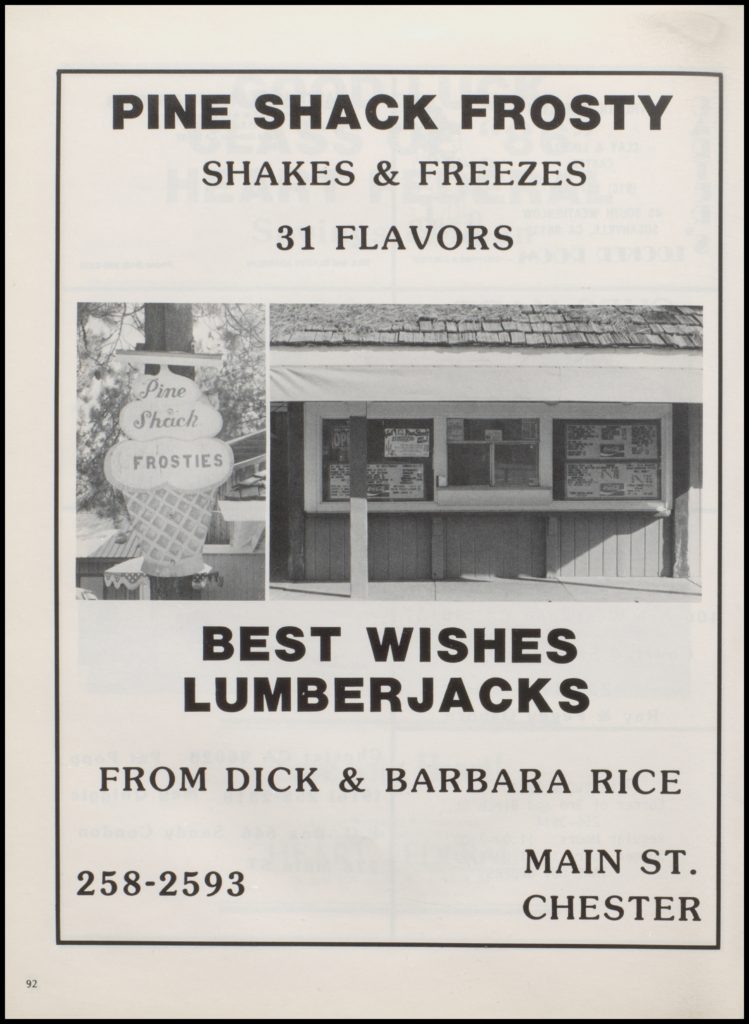 PINE SHACK FROSTY
SHAKES & FREEZES
31 FLAVORS
Pine
Shack
FROSTIES
BEST WISHES
LUMBERJACKS
FROM DICK & BARBARA RICE
258-2593
MAIN ST.
CHESTER
92